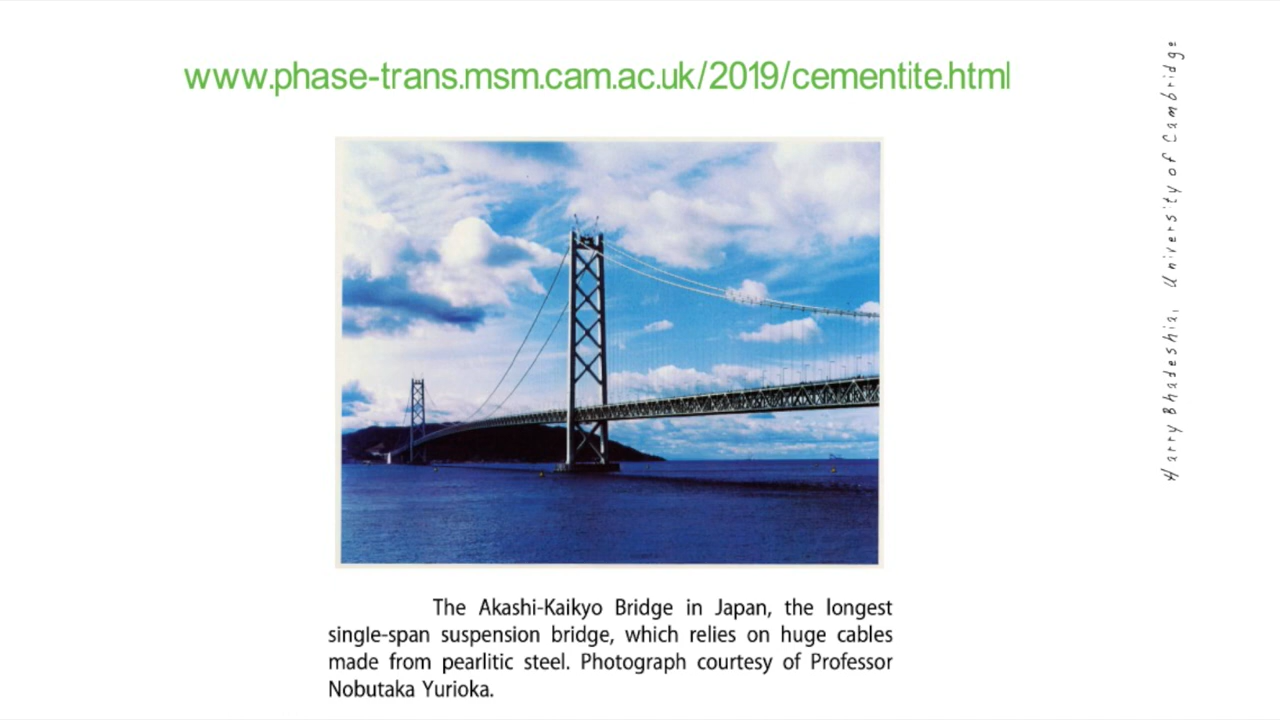 www.phase-trans.msm.cam.ac.uk/2019/cementite.html
The Akashi-Kaikyo Bridge in Japan, the longest
single-span suspension bridge, which relies on huge cables
made from pearlitic steel. Photograph courtesy of Professor
Nobutaka Yurioka.
Harry Bhadeshia, University of Cambridge